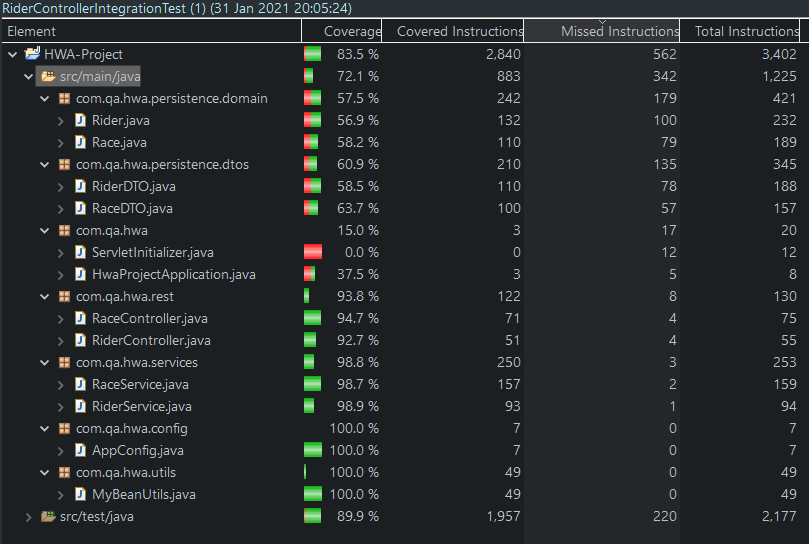 RiderControllerIntegrationTest (1) (31 Jan 2021 20:05:24)
Element Coverage Covered Instructions Missed Instructions Total Instructions
HWA-Project 83.5 % 2,840 562 3,402
src/main/java 72.1 % 883 342 1,225
com.qa.hwa.persistence.domain 57.5 % 242 179 421
Rider.java 56.9 % 132 100 232
Race.java 58.2 % 110 79 189
com.qa.hwa.persistence.dtos 60.9 % 210 135 345
RiderDTO.java 58.5 % 110 78 188
RaceDTO.java 63.7 % 100 57 157
com.qa.hwa 15.0 % 3 17 20
ServletInitializer.java 0.0 % 0 12 12
HwaProjectApplication.java 37.5 % 3 5 8
com.qa.hwa.rest 93.8 % 122 8 130
RaceController.java 94.7 % 71 4 75
RiderController.java 92.7 % 51 4 55
com.qa.hwa.services 98.8 % 250 3 253
RaceService.java 98.7 % 157 2 159
RiderService.java 98.9 % 93 1 94
com.qa.hwa.config 100.0 % 7 0 7
AppConfig.java 100.0 % 7 0 7
com.qa.hwa.utils 100.0 % 49 0 49
MyBeanUtils.java 100.0 % 49 0 49
src/test/java 89.9 % 1,957 220 2,177